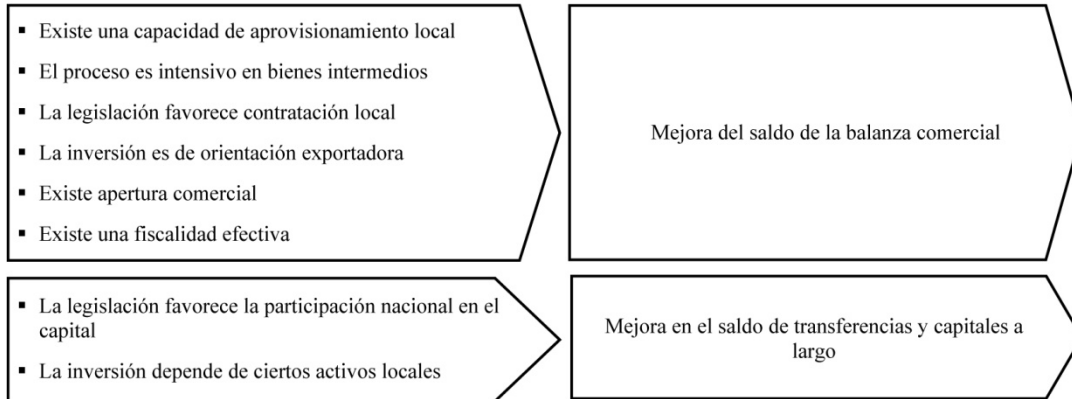 ▪ Existe una capacidad de aprovisionamiento local
▪ El proceso es intensivo en bienes intermedios
▪ La legislación favorece contratación local
▪ La inversión es de orientación exportadora
▪ Existe apertura comercial
▪ Existe una fiscalidad efectiva
Mejora del saldo de la balanza comercial
▪ La legislación favorece la participación nacional en el
capital
▪ La inversión depende de ciertos activos locales
Mejora en el saldo de transferencias y capitales a
largo